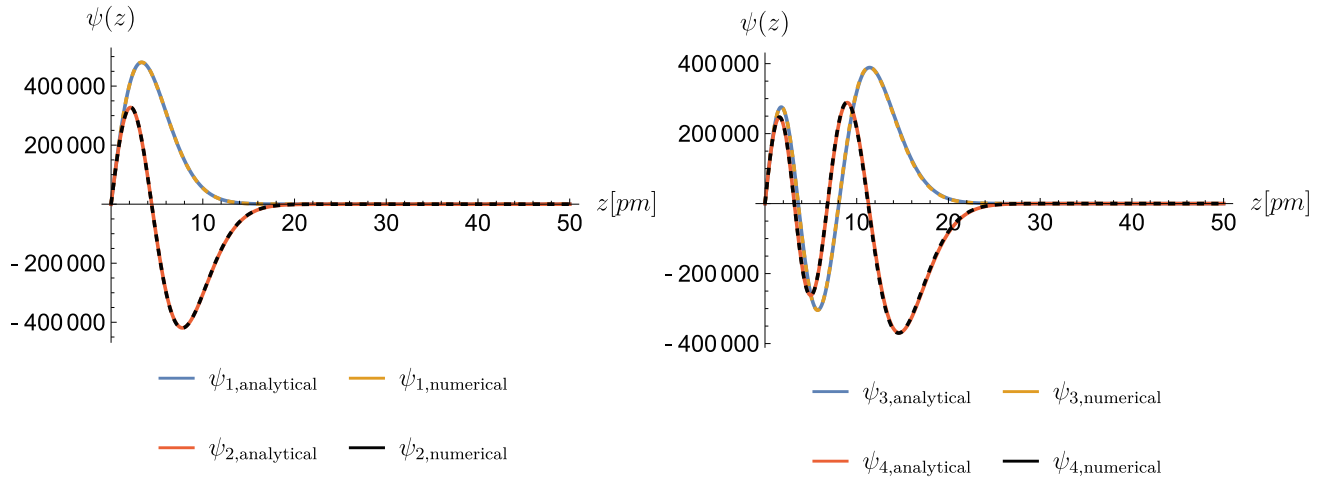 ψ(z)
400 000
200 000
- 200 000
- 400 000
10 20 30 40 50
z[pm]
ψ1,analytical ψ1,numerical
ψ2,analytical ψ2,numerical
ψ(z)
400 000
200 000
- 200 000
- 400 000
10 20 30 40 50
z[pm]
ψ3,analytical ψ3,numerical
ψ4,analytical ψ4,numerical